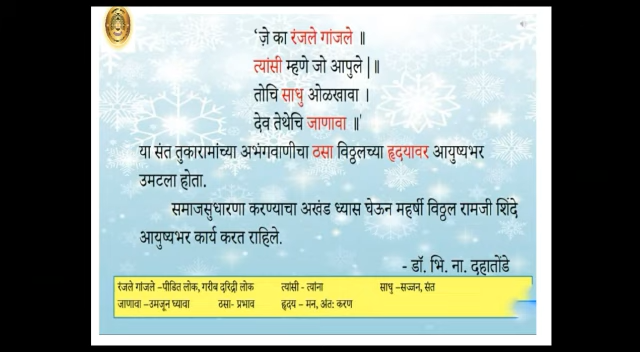 'ज़े का रंजले गांजले ॥
त्यांसी म्हणे जो आपुले|॥
तोचि साधु ओळखावा ।
देव तेथेचि जाणावा ॥'
या संत तुकारामांच्या अभंगवाणीचा ठसा विठ्ठलच्या हृदयावर आयुष्यभर
उमटला होता.
समाजसुधारणा करण्याचा अखंड ध्यास घेऊन महर्षी विठ्ठल रामजी शिंदे
आयुष्यभर कार्य करत राहिले.
- डॉ. भि. ना. दहातोंडे
रंजले गांजले –पीडित लोक, गरीब दरिद्री लोक त्यांसी - त्यांना साधु –सज्जन, संत
जाणावा –उमजून घ्यावा ठसा- प्रभाव हृदय – मन, अंत: करण